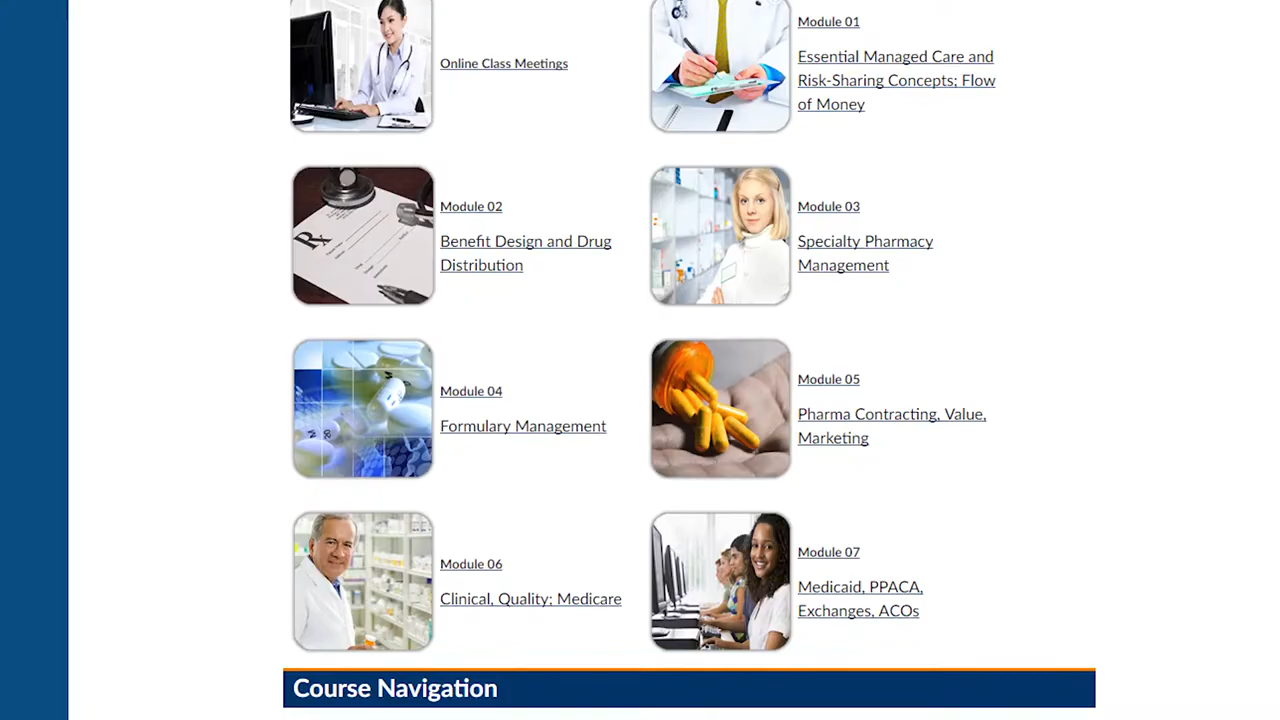 Online Class Meetings
Module 01
Essential Managed Care and
Risk-Sharing Concepts; Flow
of Money
Module 02
Benefit Design and Drug
Distribution
Module 03
Specialty Pharmacy
Management
Module 04
Formulary Management
Module 05
Pharma Contracting, Value,
Marketing
Module 06
Clinical, Quality; Medicare
Module 07
Medicaid, PPACA,
Exchanges, ACOs
Course Navigation